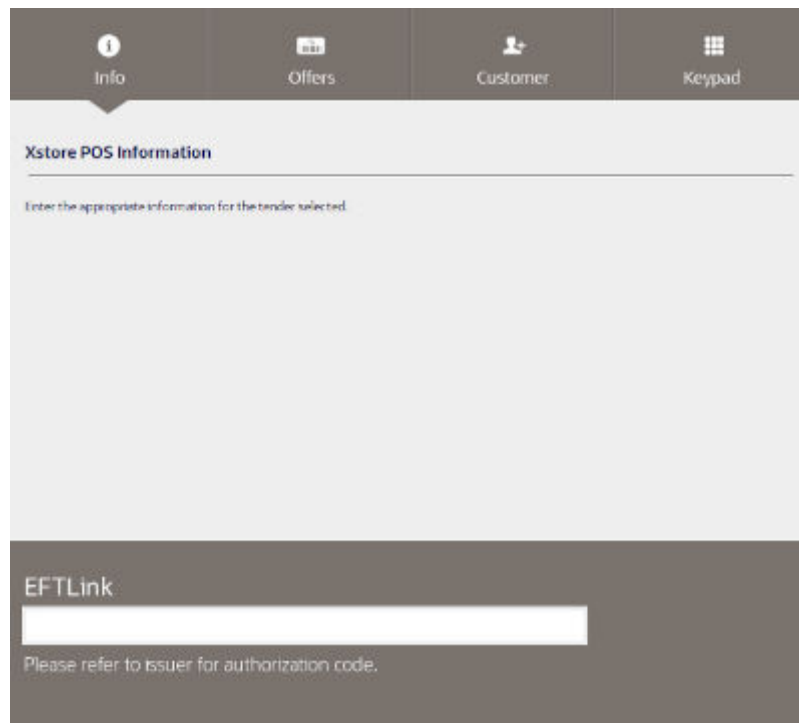 Info
Offers
Customer
Keypad
Xstore POS Information
Enter the appropriate information for the tender selected.
EFTLink
Please refer to issuer for authorization code.